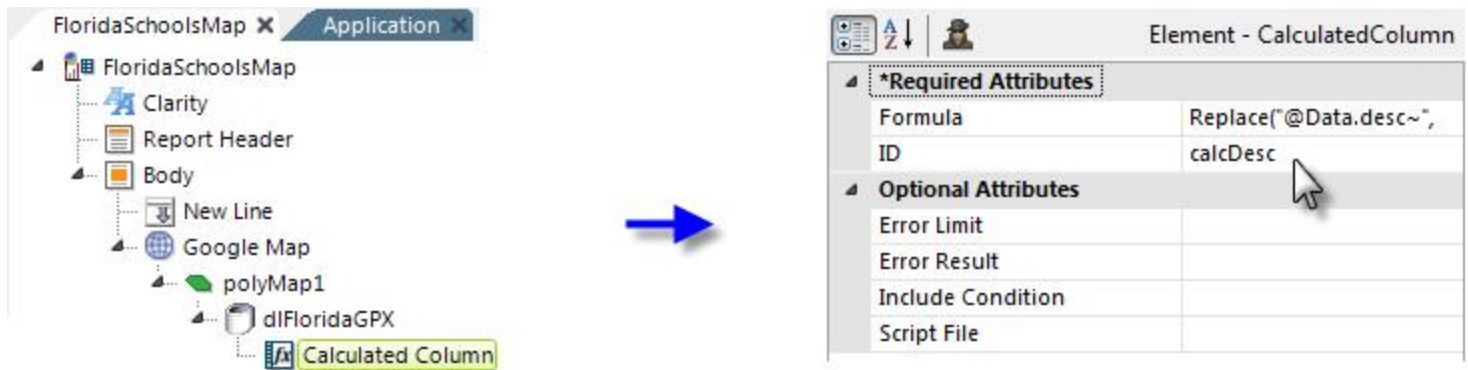 FloridaSchoolsMap Application
FloridaSchoolsMap
Clarity
Report Header
Body
New Line
Google Map
polyMap1
dlFloridaGPX
fx Calculated Column
A Z Element - CalculatedColumn
*Required Attributes
Formula Replace("@Data.desc~",
ID calcDesc
Optional Attributes
Error Limit
Error Result
Include Condition
Script File